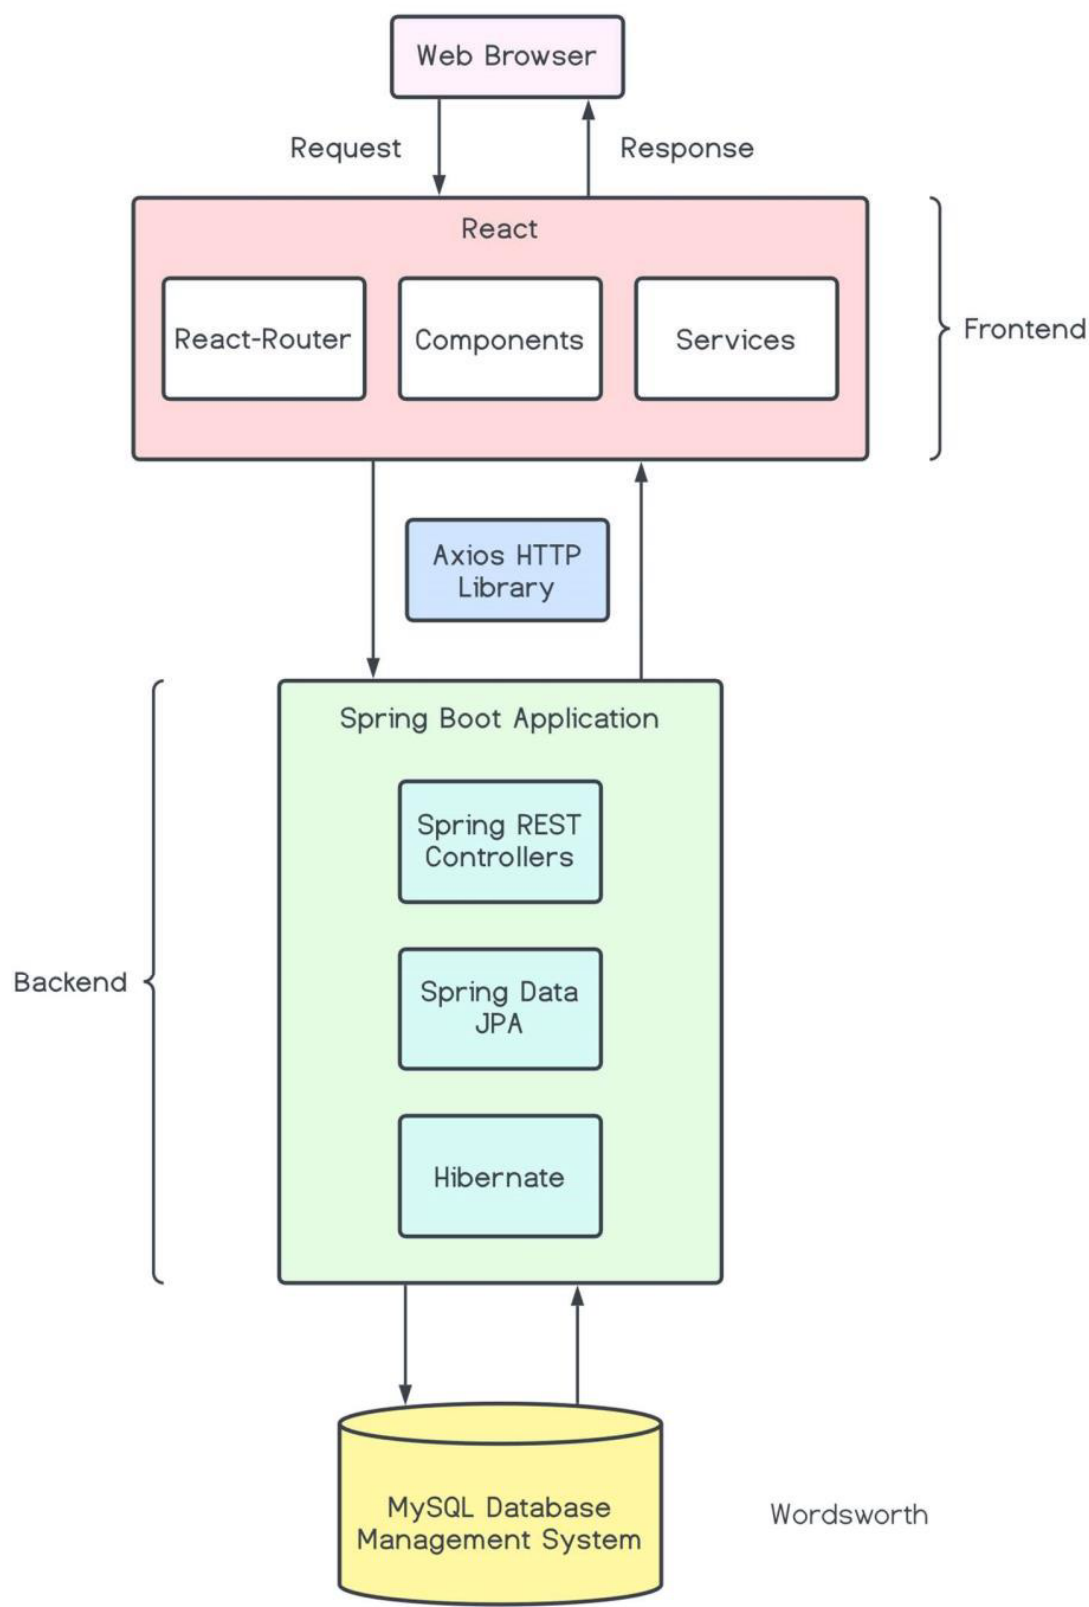 Web Browser
Request
Response
React
React-Router
Components
Services
Frontend
Axios HTTP
Library
Spring Boot Application
Spring REST
Controllers
Backend
Spring Data
JPA
Hibernate
MySQL Database
Management System
Wordsworth